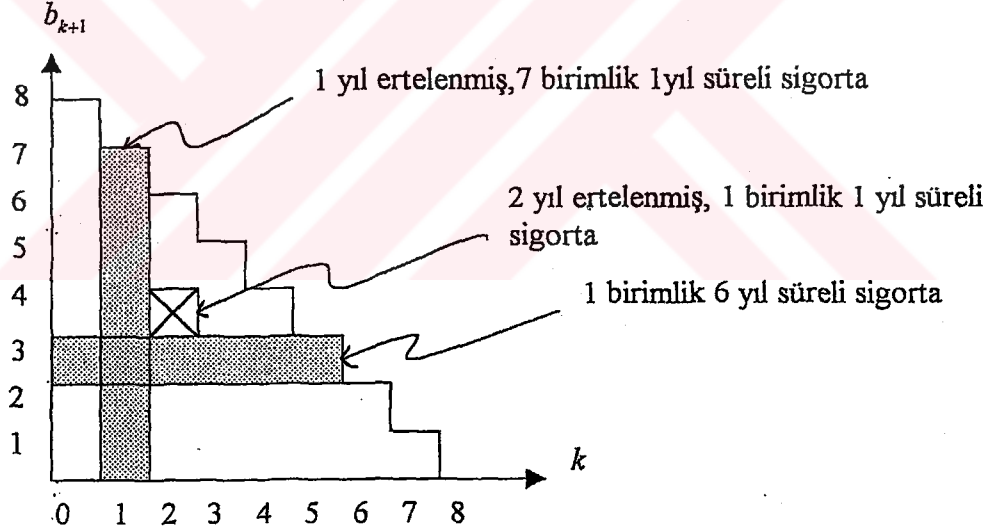 b_{k+1}
1 yıl ertelenmiş,7 birimlik 1yıl süreli sigorta
8
7
6
2 yıl ertelenmiş, 1 birimlik 1 yıl süreli
sigorta
5
4
1 birimlik 6 yıl süreli sigorta
3
2
1
k
0 1 2 3 4 5 6 7 8